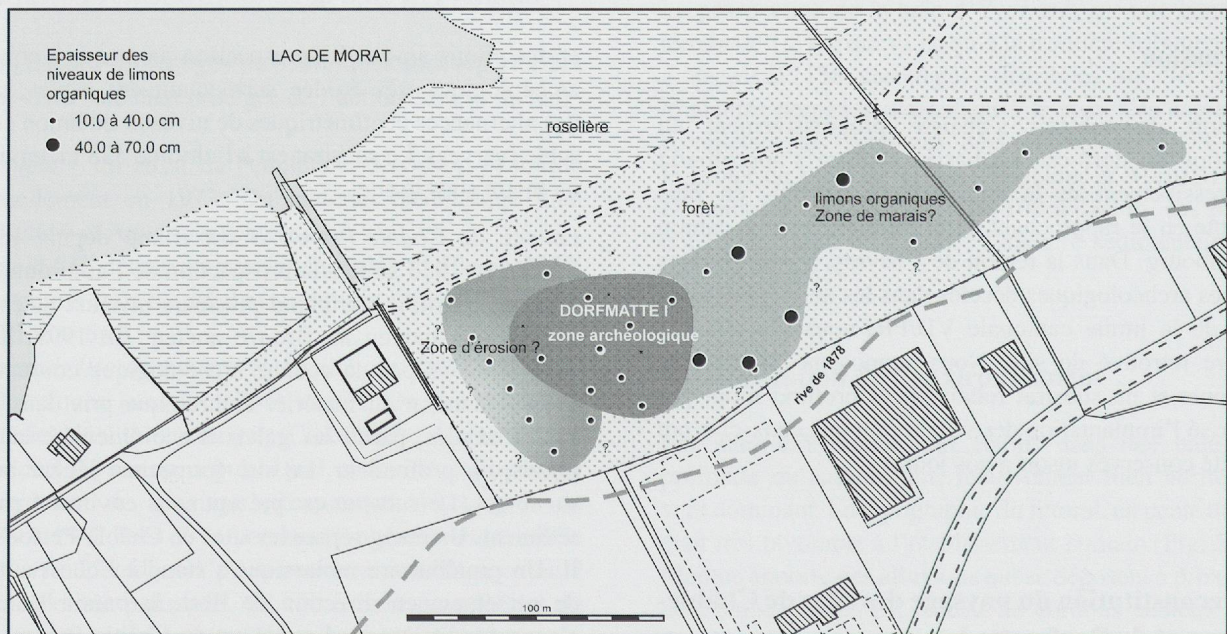 Epaisseur des
niveaux de limons
organiques
10.0 à 40.0 cm
40.0 à 70.0 cm
LAC DE MORAT
roselière
forêt
?
limons organiques
Zone de marais?
?
?
DORFMATTE I
zone archéologique
?
Zone d'érosion ?
?
?
?
?
rive de 1878
100 m